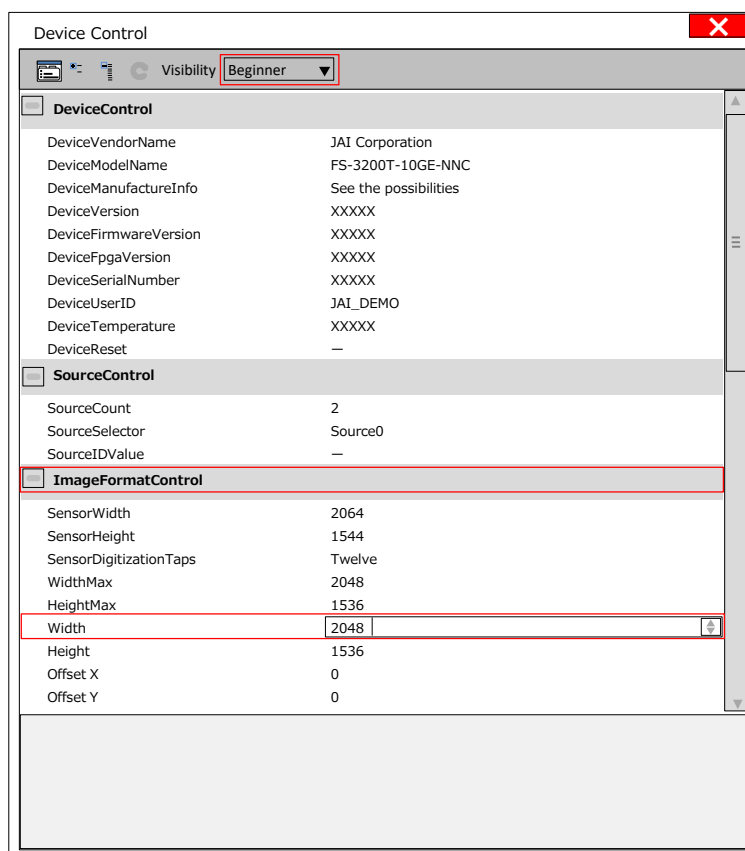 Device Control
Visibility Beginner
DeviceControl
DeviceVendorName JAI Corporation
DeviceModelName FS-3200T-10GE-NNC
DeviceManufactureInfo See the possibilities
DeviceVersion XXXXX
DeviceFirmwareVersion XXXXX
DeviceFpgaVersion XXXXX
DeviceSerialNumber XXXXX
DeviceUserID JAI_DEMO
DeviceTemperature XXXXX
DeviceReset —
SourceControl
SourceCount 2
SourceSelector Source0
SourceIDValue —
ImageFormatControl
SensorWidth 2064
SensorHeight 1544
SensorDigitizationTaps Twelve
WidthMax 2048
HeightMax 1536
Width 2048
Height 1536
Offset X 0
Offset Y 0